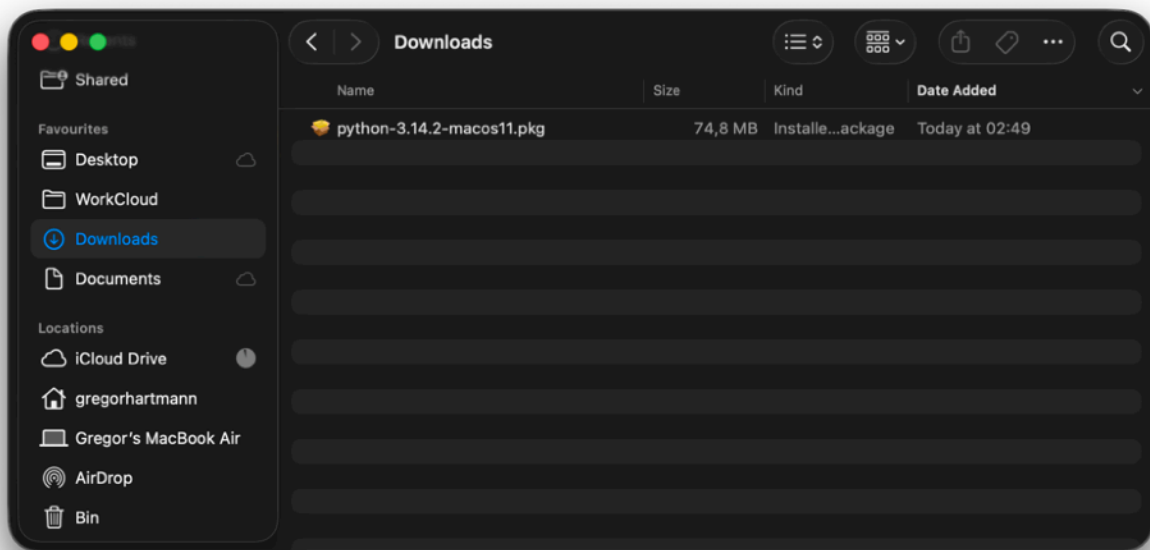 Downloads
Shared
Name Size Kind Date Added
Favourites
python-3.14.2-macos11.pkg 74,8 MB Installe...ackage Today at 02:49
Desktop
WorkCloud
Downloads
Documents
Locations
iCloud Drive
gregorhartmann
Gregor's MacBook Air
AirDrop
Bin